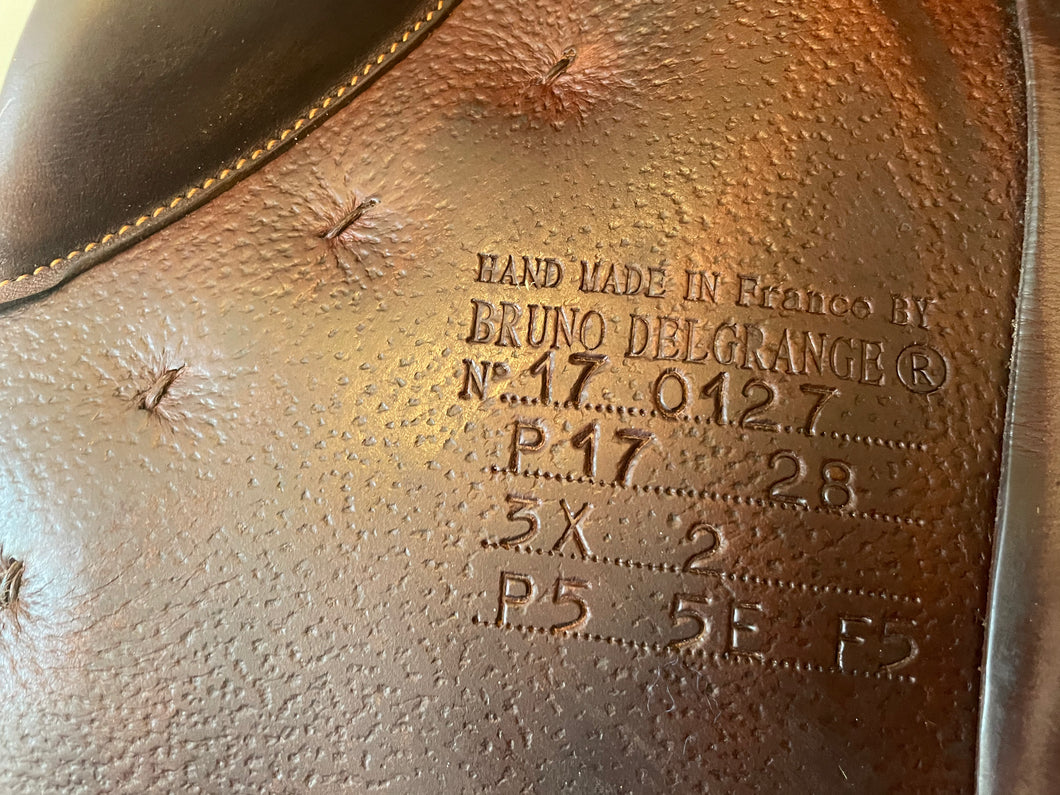 HAND MADE IN France BY
BRUNO DELGRANGE ®
N° 17 0127
P17 28
3X 2
P5 5E F5